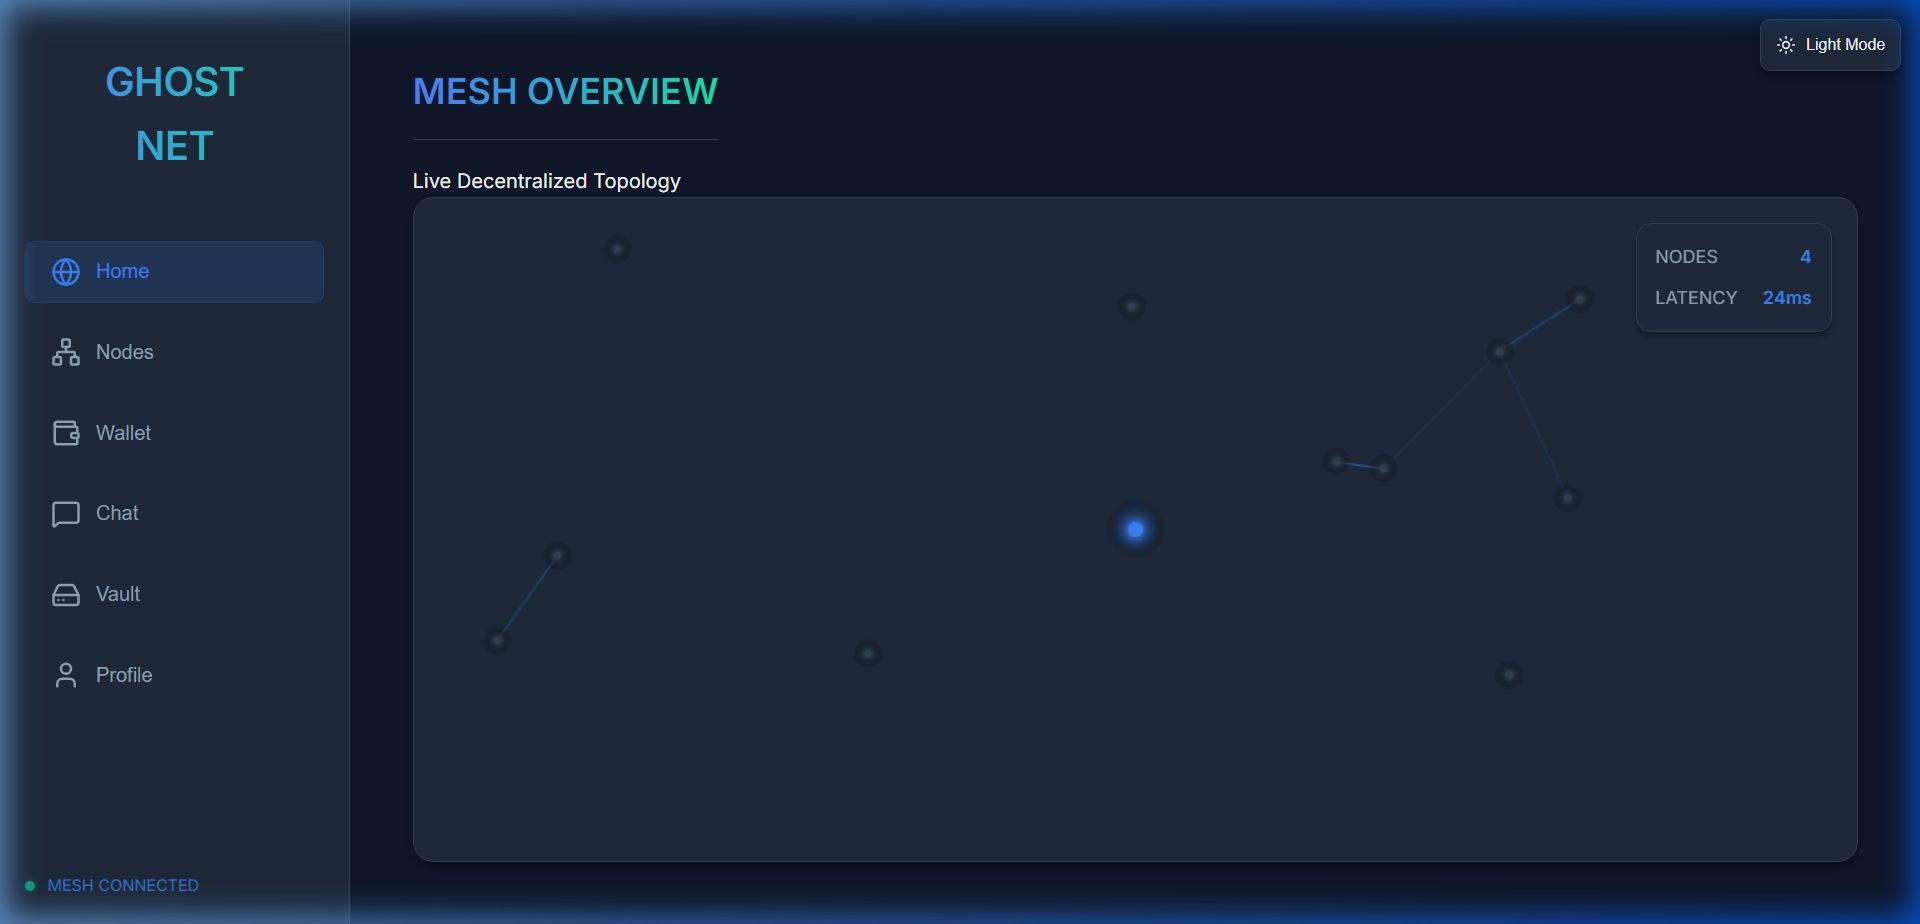 GHOST
NET
Home
Nodes
Wallet
Chat
Vault
Profile
MESH CONNECTED
MESH OVERVIEW
Live Decentralized Topology
NODES 4
LATENCY 24ms
Light Mode